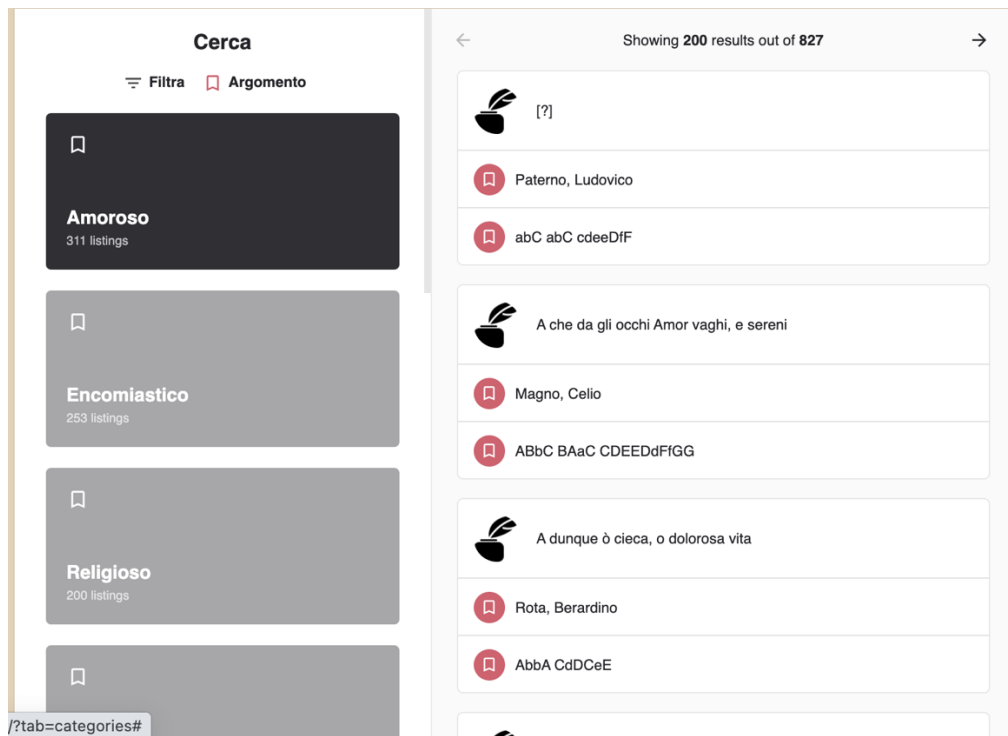 Cerca
Filtra Argomento
Amoroso
311 listings
Encomiastico
253 listings
Religioso
200 listings
/?tab=categories#
Showing 200 results out of 827
[?]
Paterno, Ludovico
abC abC cdeeDfF
A che da gli occhi Amor vaghi, e sereni
Magno, Celio
ABbC BAaC CDEEDdFfGG
A dunque ò cieca, o dolorosa vita
Rota, Berardino
AbbA CdDCeE